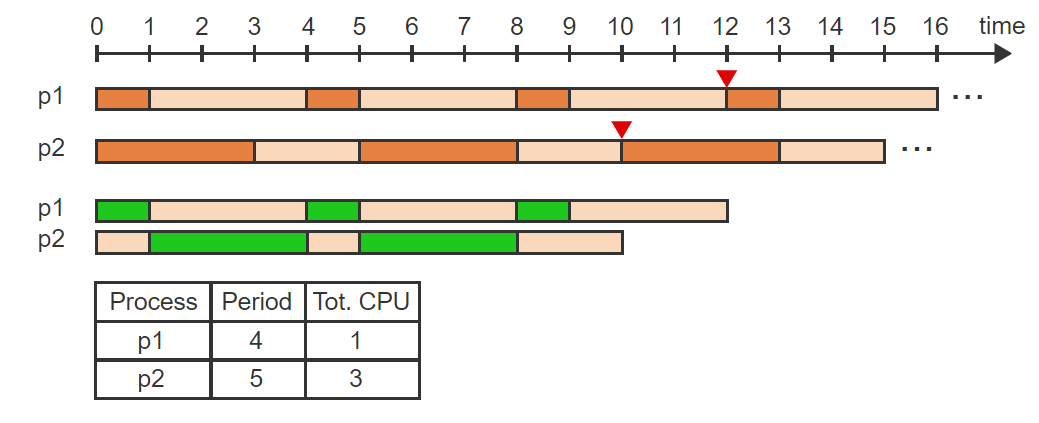 0 1 2 3 4 5 6 7 8 9 10 11 12 13 14 15 16 time
p1 ...
p2 ...
p1
p2
Process Period Tot. CPU
p1 4 1
p2 5 3